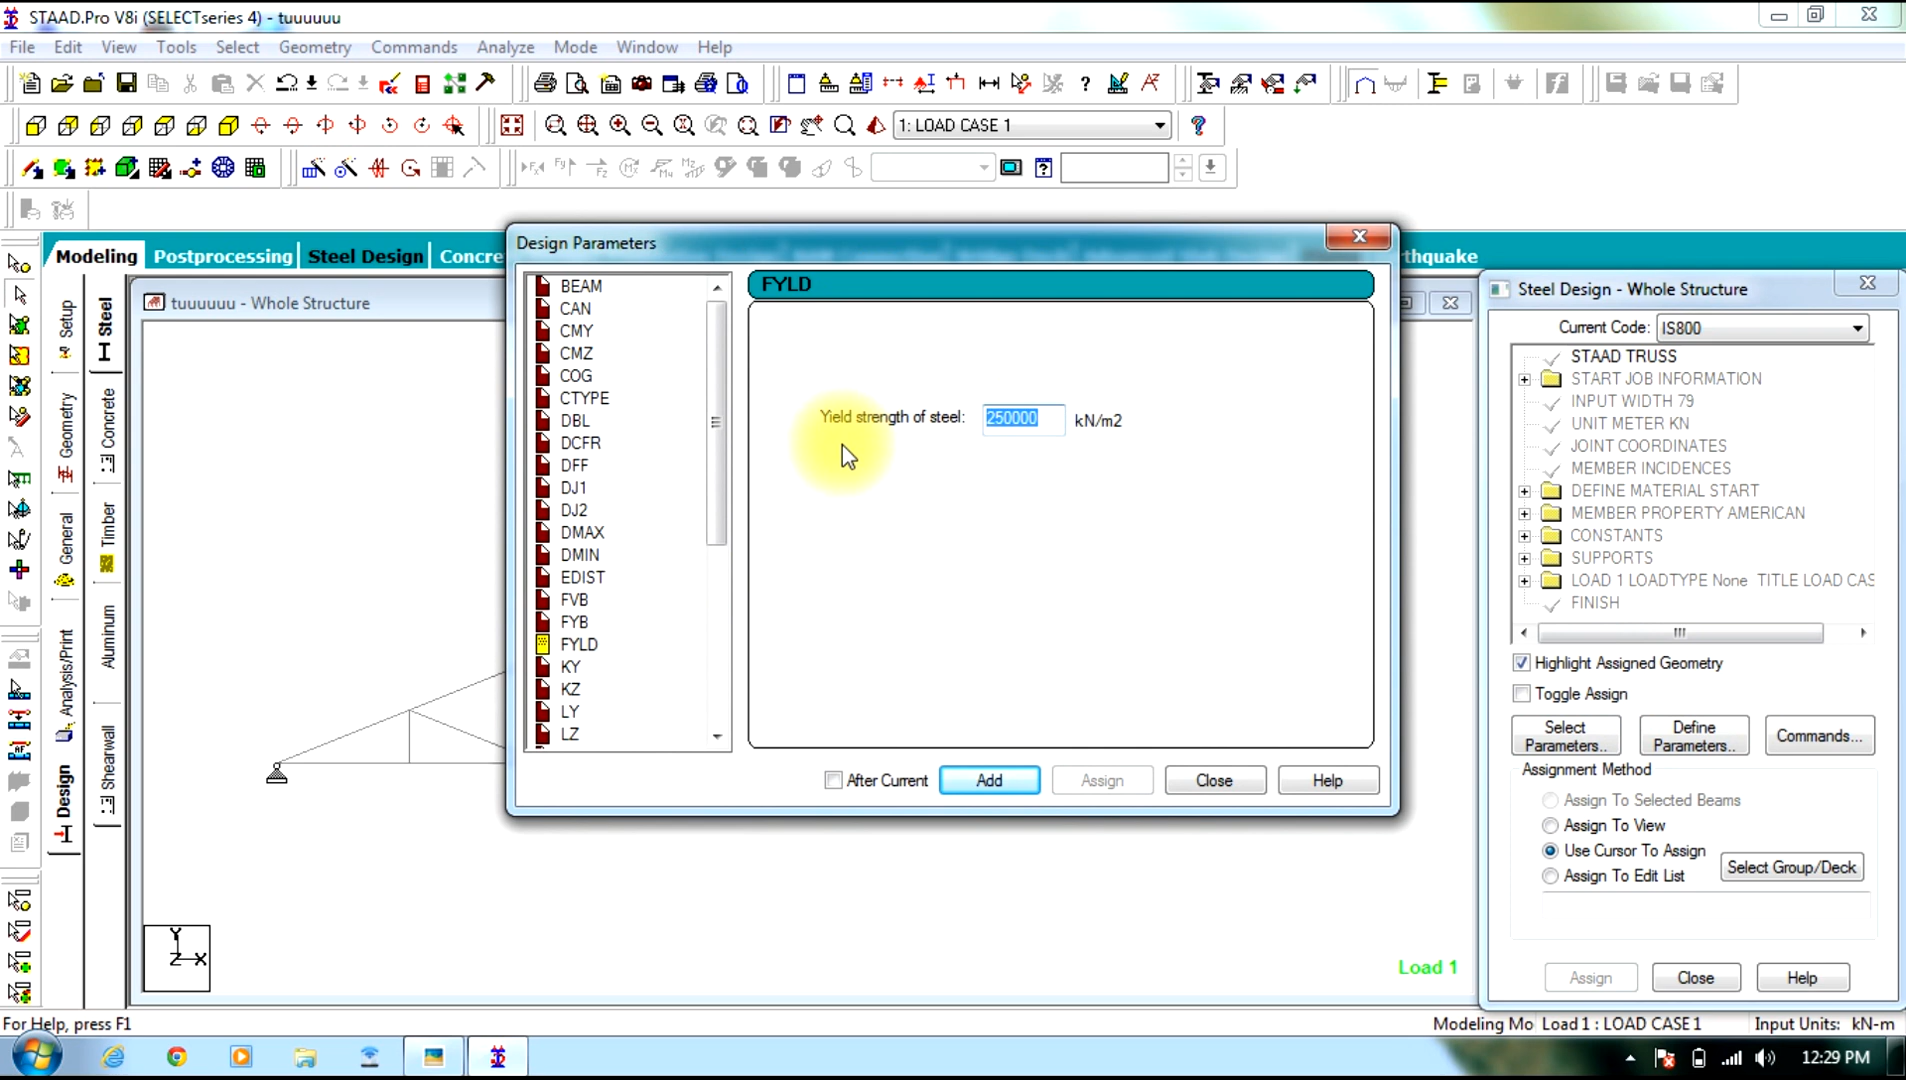 STAAD.Pro V8i (SELECTseries 4) - tuuuuuu
File Edit View Tools Select Geometry Commands Analyze Mode Window Help
1: LOAD CASE 1
Modeling Postprocessing Steel Design Concre rthquake
Setup
Geometry
General
Analysis/Print
Design
Steel
Concrete
Timber
Aluminum
Shearwall
tuuuuuu - Whole Structure
Design Parameters
BEAM
CAN
CMY
CMZ
COG
CTYPE
DBL
DCFR
DFF
DJ1
DJ2
DMAX
DMIN
EDIST
FVB
FYB
FYLD
KY
KZ
LY
LZ
FYLD
Yield strength of steel: 250000 kN/m2
After Current Add Assign Close Help
Y
Z X
Load 1
Steel Design - Whole Structure
Current Code: IS800
STAAD TRUSS
START JOB INFORMATION
INPUT WIDTH 79
UNIT METER KN
JOINT COORDINATES
MEMBER INCIDENCES
DEFINE MATERIAL START
MEMBER PROPERTY AMERICAN
CONSTANTS
SUPPORTS
LOAD 1 LOADTYPE None TITLE LOAD CAS
FINISH
Highlight Assigned Geometry
Toggle Assign
Select Parameters.. Define Parameters.. Commands...
Assignment Method
Assign To Selected Beams
Assign To View
Use Cursor To Assign
Assign To Edit List
Select Group/Deck
Assign Close Help
For Help, press F1
Modeling Mo Load 1 : LOAD CASE 1 Input Units: kN-m
12:29 PM